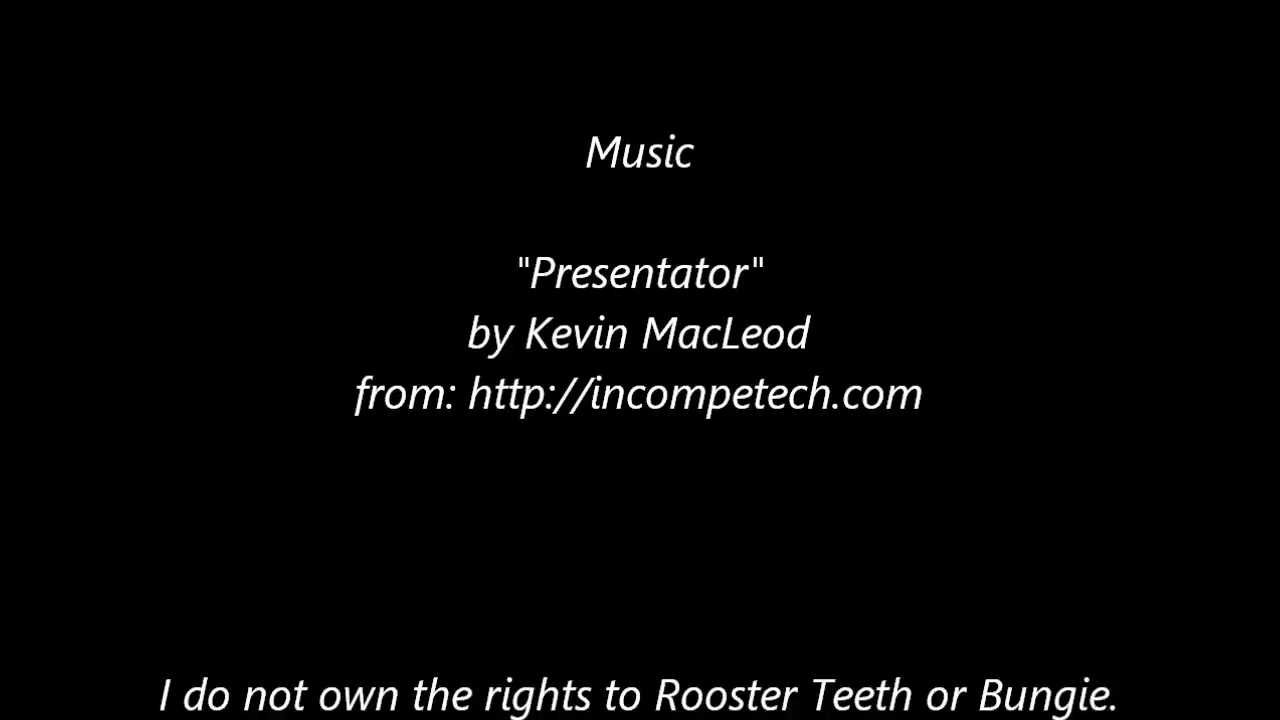 Music
"Presentator"
by Kevin MacLeod
from: http://incompetech.com
I do not own the rights to Rooster Teeth or Bungie.